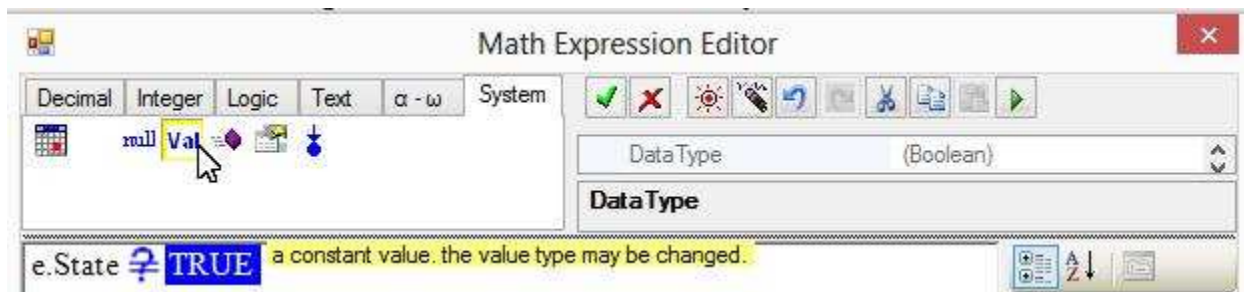 Math Expression Editor
Decimal Integer Logic Text α - ω System
null Val
DataType (Boolean)
DataType
e.State ≟ TRUE a constant value. the value type may be changed.